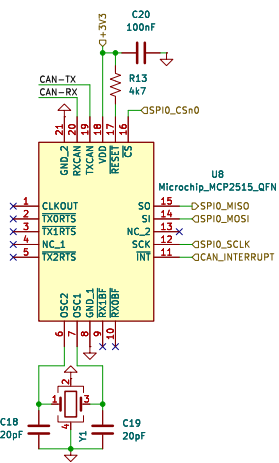 +3V3
C20
100nF
R13
4k7
CAN-TX
CAN-RX
SPI0_CSn0
21
20
19
18
17
16
GND_2
RXCAN
TXCAN
VDD
RESET
CS
U8
Microchip_MCP2515_QFN
1 CLKOUT
2 TX0RTS
3 TX1RTS
4 NC_1
5 TX2RTS
SO 15 SPI0_MISO
SI 14 SPI0_MOSI
NC_2 13
SCK 12 SPI0_SCLK
INT 11 CAN_INTERRUPT
OSC2
OSC1
GND_1
RX1BF
RX0BF
6
7
8
9
10
2
1
3
4
C18
20pF
Y1
C19
20pF